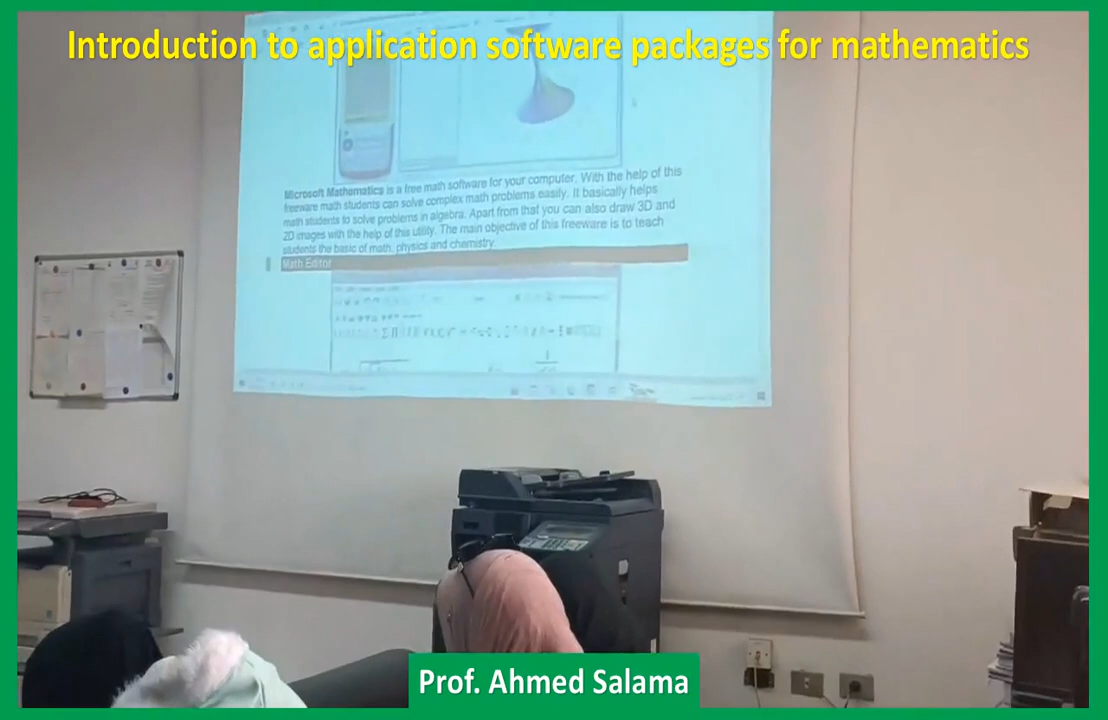 Introduction to application software packages for mathematics
Microsoft Mathematics is a free math software for your computer. With the help of this
freeware math students can solve complex math problems easily. It basically helps
math students to solve problems in algebra. Apart from that you can also draw 3D and
2D images with the help of this utility. The main objective of this freeware is to teach
students the basic of math, physics and chemistry.
Math Editor
Prof. Ahmed Salama